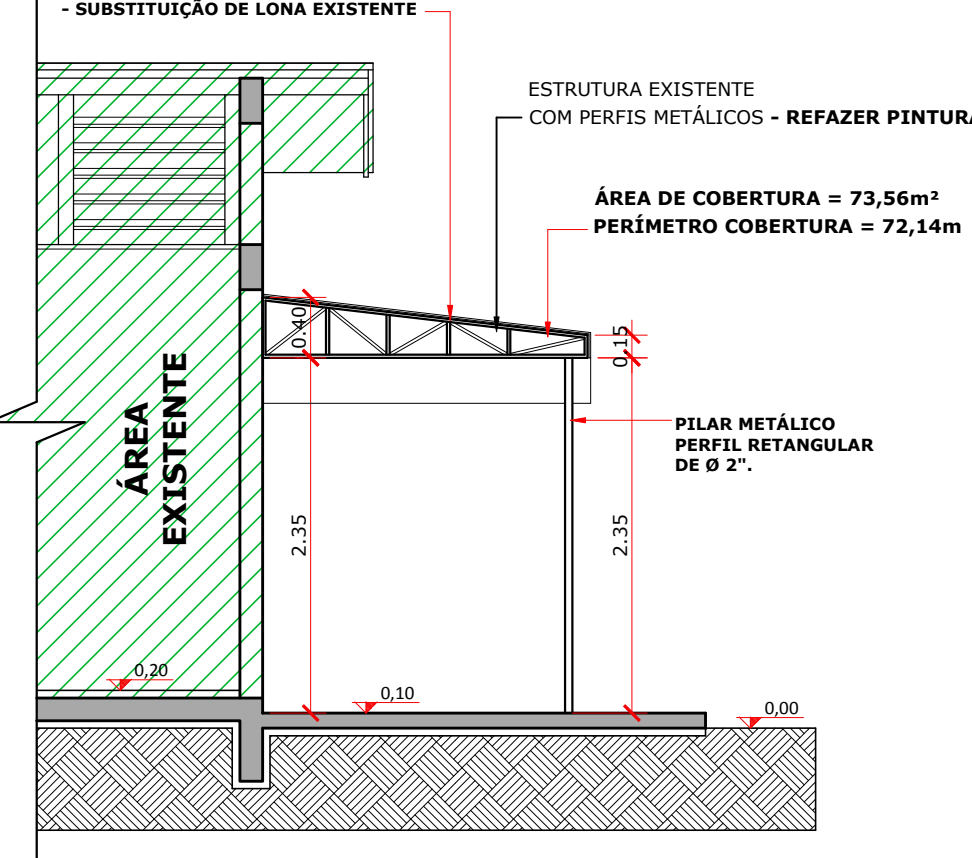 - SUBSTITUIÇÃO DE LONA EXISTENTE
ESTRUTURA EXISTENTE
COM PERFIS METÁLICOS - REFAZER PINTURA
ÁREA DE COBERTURA = 73,56m²
PERÍMETRO COBERTURA = 72,14m
0.40
0.15
ÁREA
EXISTENTE
PILAR METÁLICO
PERFIL RETANGULAR
DE Ø 2".
2.35
2.35
0,20
0,10
0,00